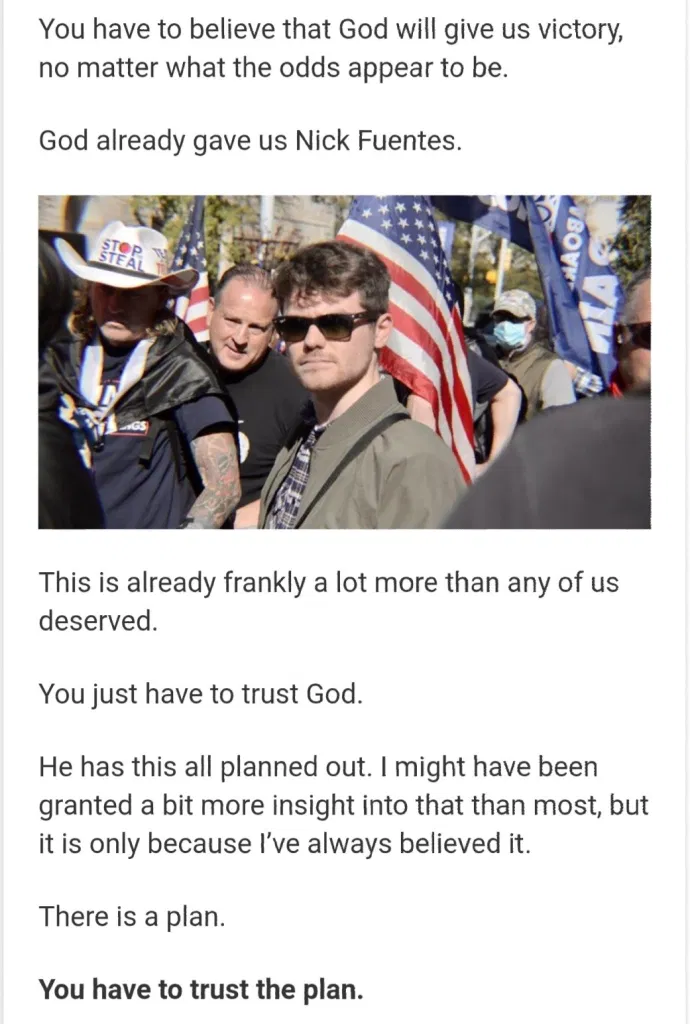 You have to believe that God will give us victory,
no matter what the odds appear to be.
God already gave us Nick Fuentes.
STOP
STEAL
This is already frankly a lot more than any of us
deserved.
You just have to trust God.
He has this all planned out. I might have been
granted a bit more insight into that than most, but
it is only because I've always believed it.
There is a plan.
You have to trust the plan.